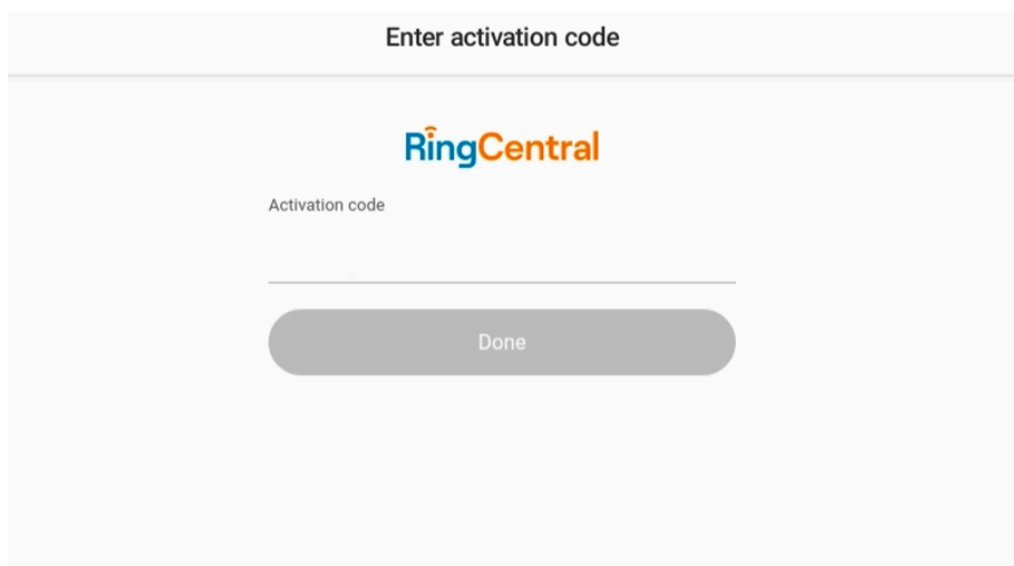 Enter activation code
RingCentral
Activation code
Done